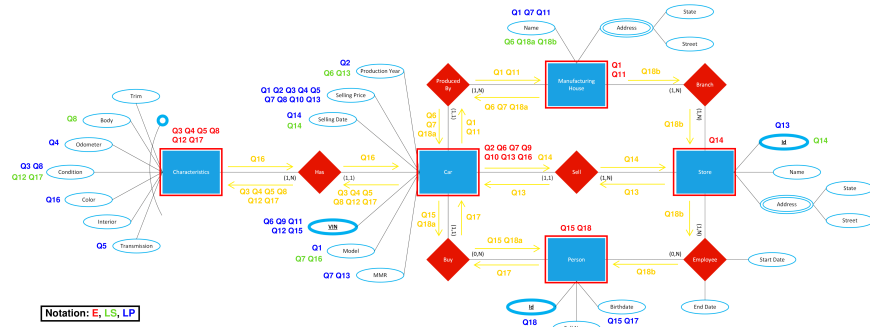 Q1 Q7 Q11
Name
Q6 Q18a Q18b
Address
State
Street
Q2
Q6 Q13
Production Year
Q1 Q2 Q3 Q4 Q5
Q7 Q8 Q10 Q13
Selling Price
Q14
Q14
Selling Date
Produced
By
Q1 Q11
(1,N)
Q6 Q7 Q18a
Manufacturing
House
Q1
Q11
Q18b
(1,N)
Branch
Q6
Q7
Q18a
(1,1)
Q1
Q11
Q18b
(1,N)
Trim
Q8
Body
Q4
Odometer
Q3 Q8
Q12 Q17
Condition
Q16
Color
Interior
Q5
Transmission
Q3 Q4 Q5 Q8
Q12 Q17
Characteristics
Q16
(1,N)
Has
Q16
(1,1)
Q3 Q4 Q5
Q8 Q12 Q17
Car
Q2 Q6 Q7 Q9
Q10 Q13 Q16
Q14
(1,1)
Q13
Sell
Q14
(1,N)
Q13
Q14
Store
Q13
Id
Q14
Name
Address
State
Street
Q6 Q9 Q11
Q12 Q15
VIN
Q1
Q7 Q16
Model
Q7 Q13
MMR
Q15
Q18a
(1,1)
Q17
Q18b
(1,N)
Buy
Q15 Q18a
(0,N)
Q17
Q15 Q18
Person
(0,N)
Q18b
Employee
Start Date
End Date
Id
Q18
Birthdate
Q15 Q17
Notation: E, LS, LP